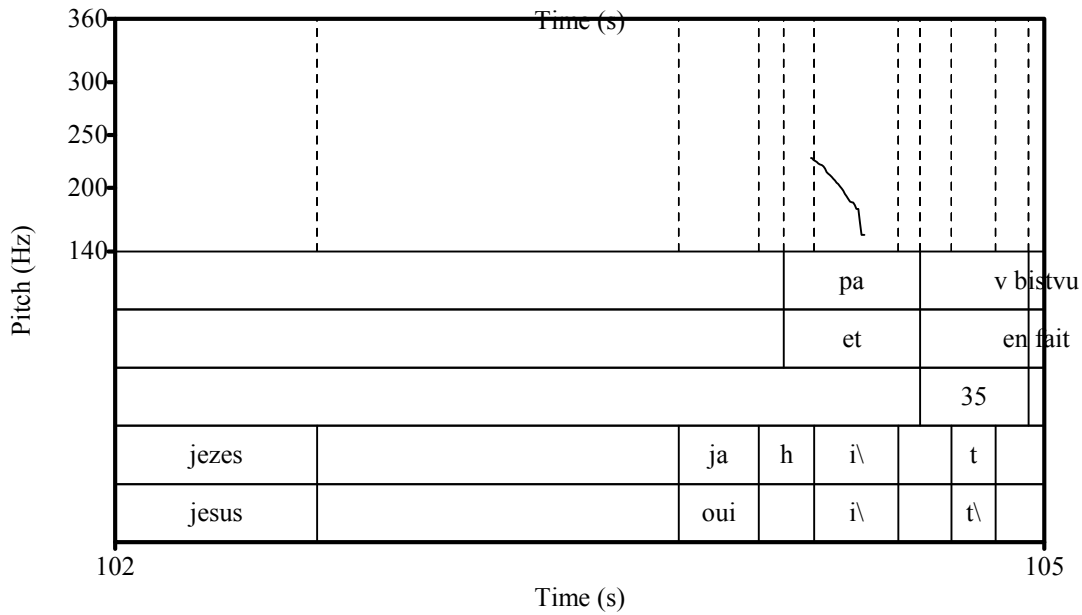 Time (s)
360
300
250
200
140
Pitch (Hz)
pa v bistvu
et en fait
35
jezes ja h i\ t
jesus oui i\ t\
102 105
Time (s)